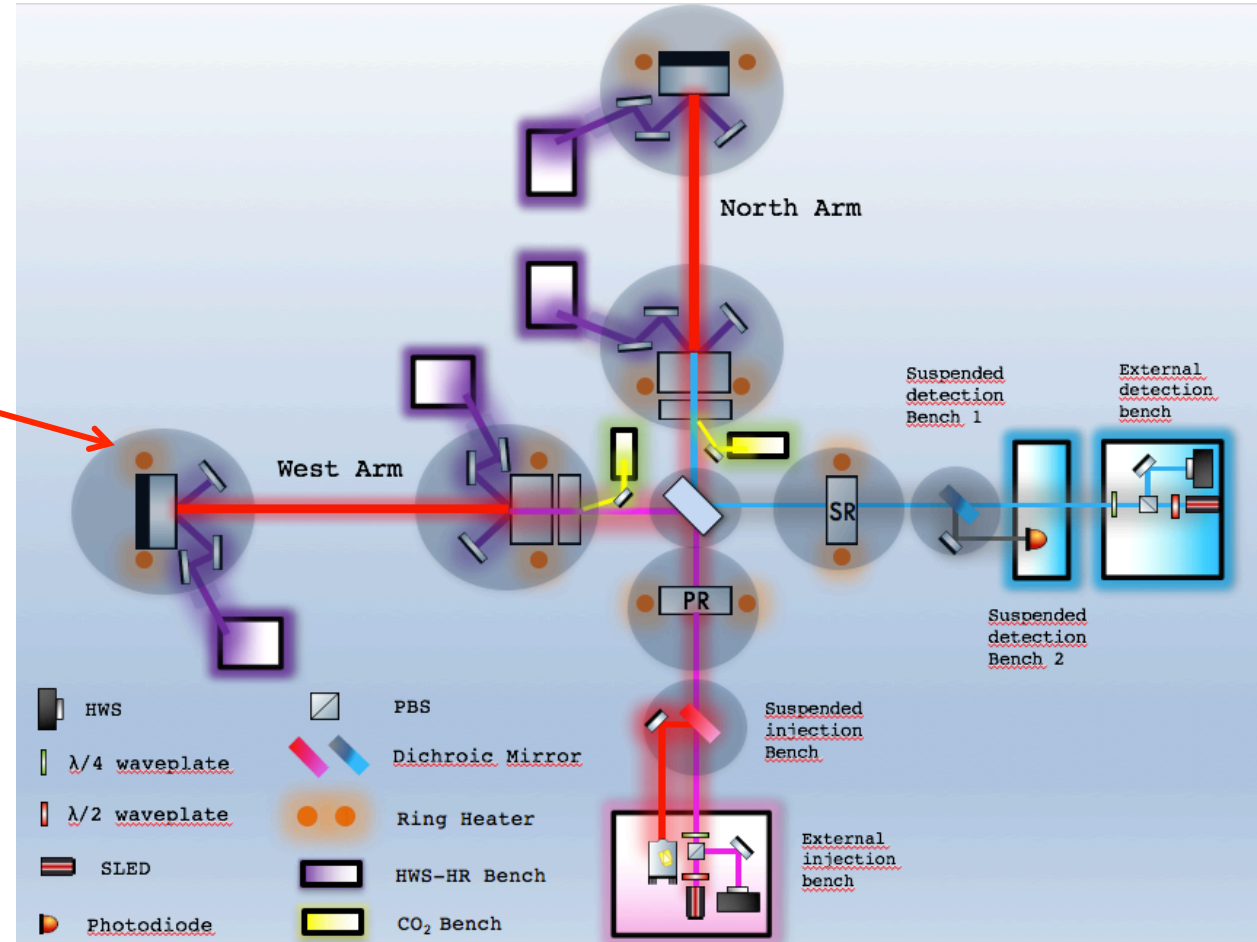 North Arm
Suspended
detection
Bench 1
External
detection
bench
West Arm
SR
PR
Suspended
detection
Bench 2
Suspended
injection
Bench
External
injection
bench
HWS
λ/4 waveplate
λ/2 waveplate
SLED
Photodiode
PBS
Dichroic Mirror
Ring Heater
HWS-HR Bench
CO₂ Bench